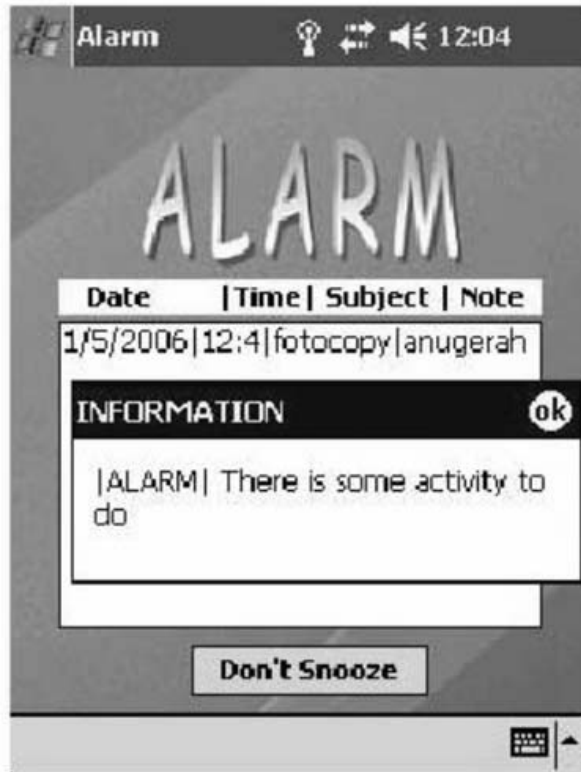 Alarm 12:04
ALARM
Date |Time| Subject | Note
1/5/2006|12:4|fotocopy|anugerah
INFORMATION ok
|ALARM| There is some activity to
do
Don't Snooze